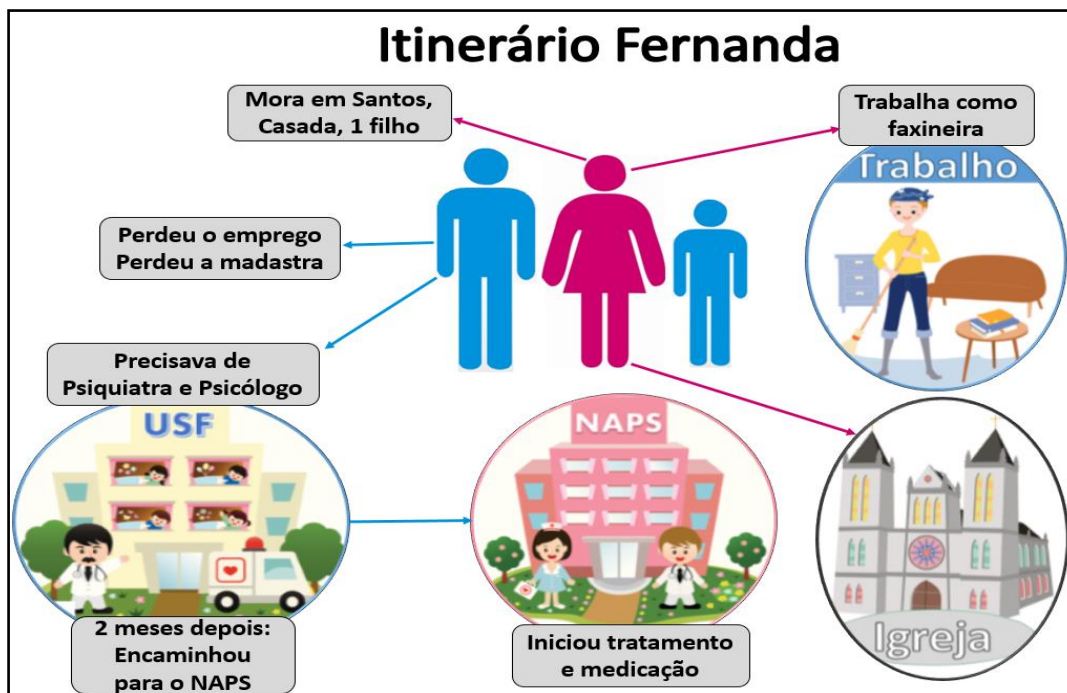 Itinerário Fernanda
Mora em Santos,
Casada, 1 filho
Trabalha como
faxineira
Trabalho
Perdeu o emprego
Perdeu a madastra
Precisava de
Psiquiatra e Psicólogo
USF
NAPS
2 meses depois:
Encaminhou
para o NAPS
Iniciou tratamento
e medicação
Igreja